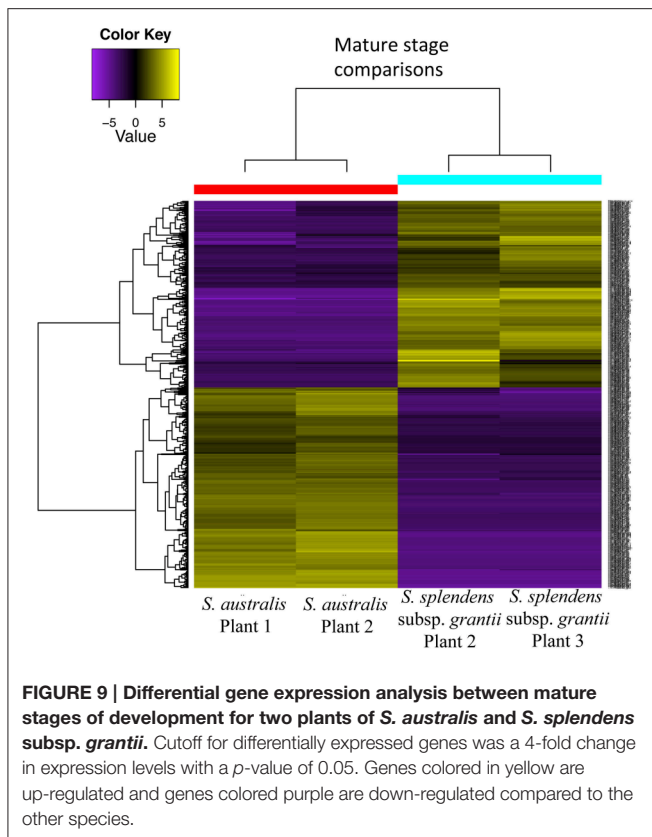 Color Key
−5 0 5
Value
Mature stage
comparisons
S. australis
Plant 1
S. australis
Plant 2
S. splendens
subsp. grantii
Plant 2
S. splendens
subsp. grantii
Plant 3
FIGURE 9 | Differential gene expression analysis between mature
stages of development for two plants of S. australis and S. splendens
subsp. grantii. Cutoff for differentially expressed genes was a 4-fold change
in expression levels with a p-value of 0.05. Genes colored in yellow are
up-regulated and genes colored purple are down-regulated compared to the
other species.